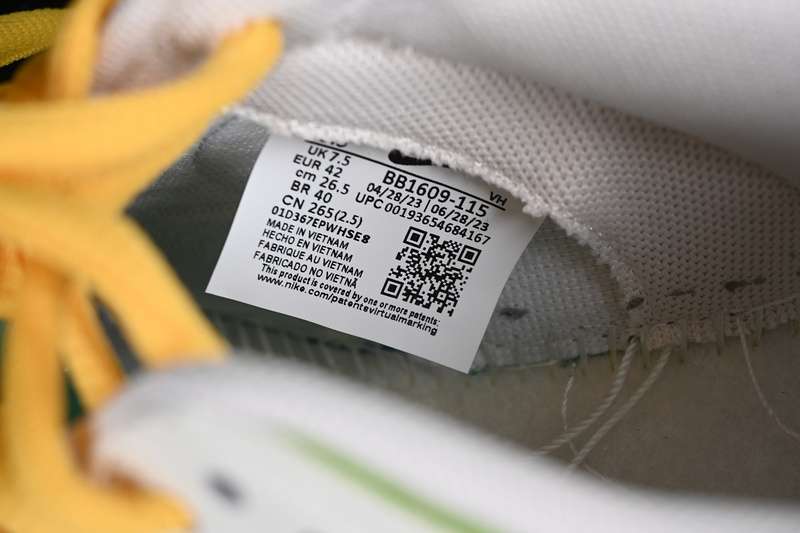 UK 7.5
EUR 42
cm 26.5
BR 40
CN 265(2.5)
01D367EPWHSE8
MADE IN VIETNAM
HECHO EN VIETNAM
FABRIQUE AU VIETNAM
FABRICADO NO VIETNÃ
This product is covered by one or more patents:
www.nike.com/patentevirtualmarking
VH
BB1609-115
04/28/23 | 06/28/23
UPC 00193654684167